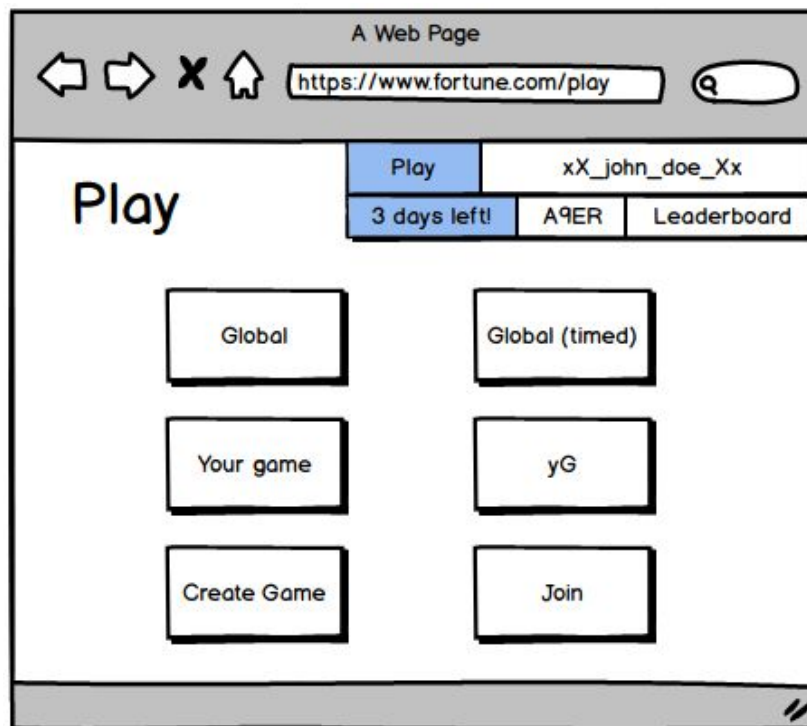 A Web Page
https://www.fortune.com/play
Play
Play xX_john_doe_Xx
3 days left! A9ER Leaderboard
Global Global (timed)
Your game yG
Create Game Join